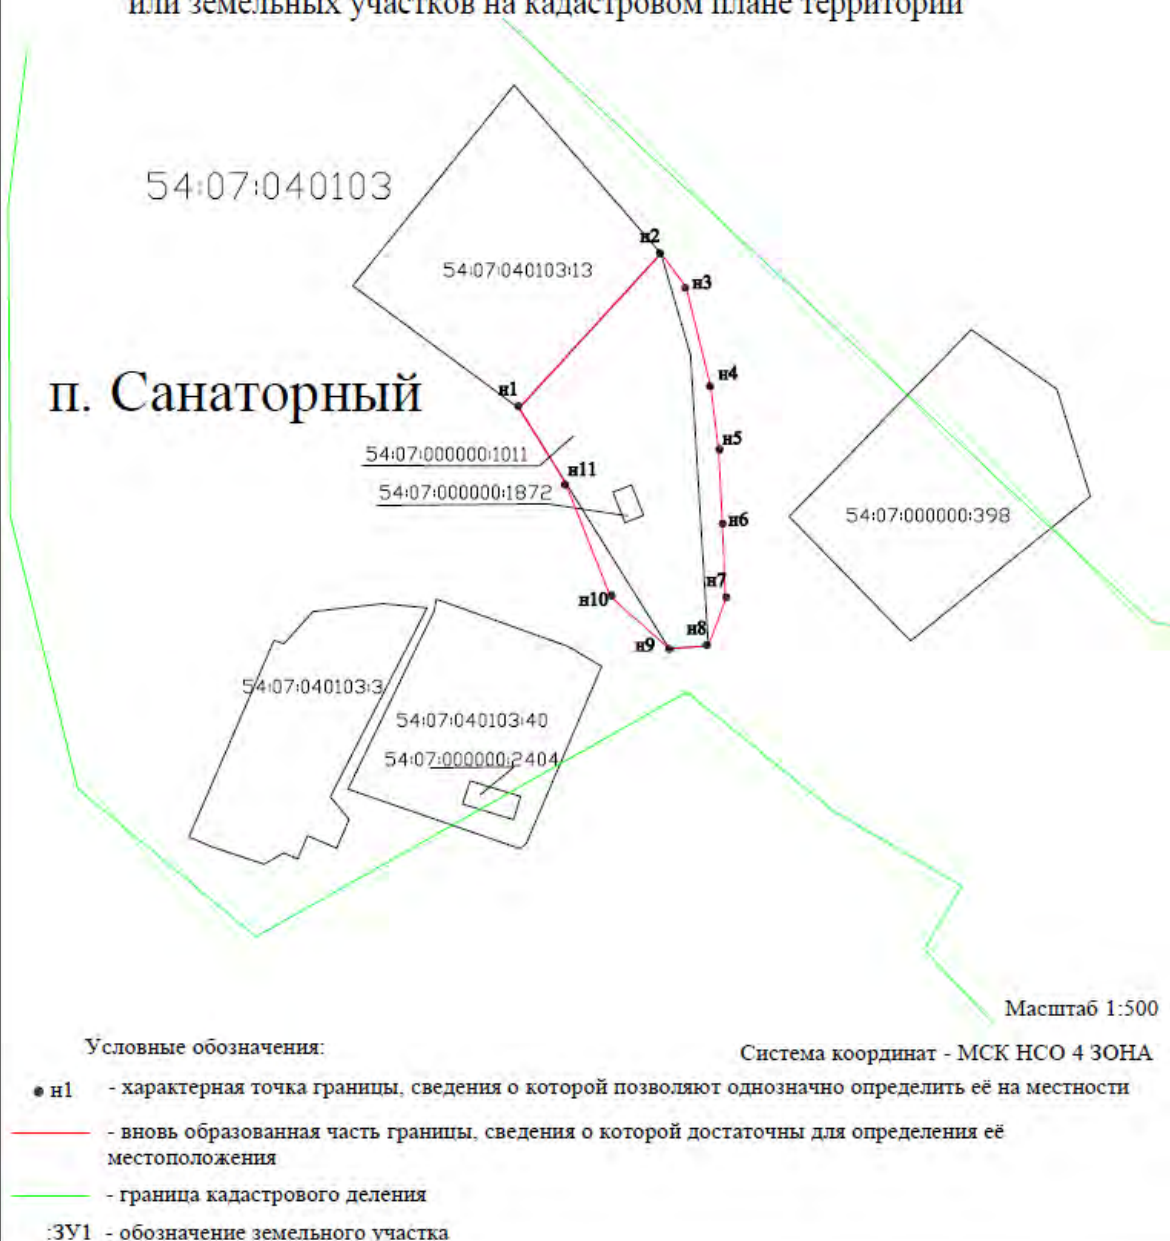 или земельных участков на кадастровом плане территории
54:07:040103
н2
54:07:040103:13
н3
н4
н1
п. Санаторный
н5
54:07:000000:1011
н11
54:07:000000:1872
н6
54:07:000000:398
н7
н10
н8
н9
54:07:040103:3
54:07:040103:40
54:07:000000:2404
Масштаб 1:500
Условные обозначения:
Система координат - МСК НСО 4 ЗОНА
н1 - характерная точка границы, сведения о которой позволяют однозначно определить её на местности
- вновь образованная часть границы, сведения о которой достаточны для определения её
местоположения
- граница кадастрового деления
:ЗУ1 - обозначение земельного участка